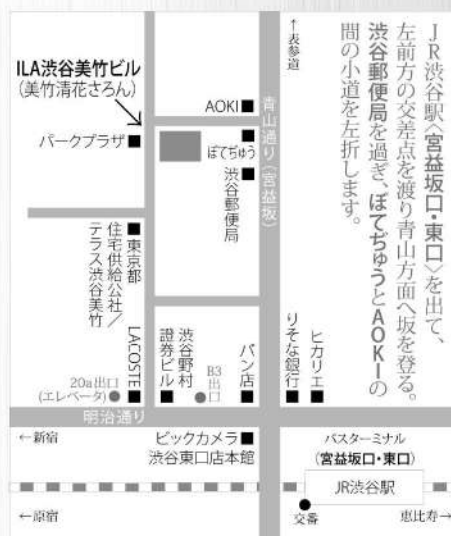 JR渋谷駅〈宮益坂口・東口〉を出て、
左前方の交差点を渡り青山方面へ坂を登る。
渋谷郵便局を過ぎ、ぼてぢゅうとAOKIの
間の小道を左折します。
↑表参道
ILA渋谷美竹ビル
(美竹清花さろん)
AOKI
青山通り(宮益坂)
パークプラザ
ぼてぢゅう
渋谷郵便局
東京都
住宅供給公社/
テラス渋谷美竹
LACOSTE
20a出口
(エレベータ)
渋谷野村
證券ビル
B3
出口
パン店
りそな銀行
ヒカリエ
明治通り
←新宿
ビックカメラ
渋谷東口店本館
バスターミナル
(宮益坂口・東口)
JR渋谷駅
←原宿
交番
恵比寿→